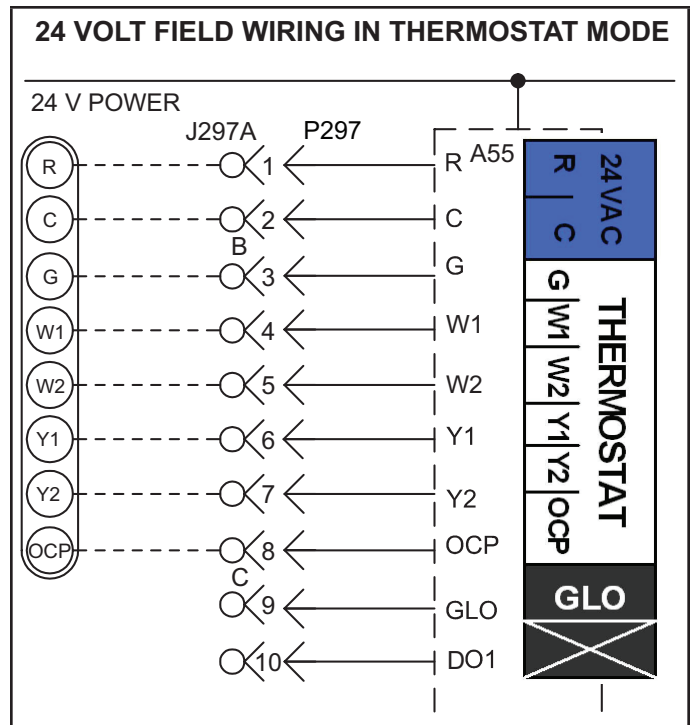 24 VOLT FIELD WIRING IN THERMOSTAT MODE
24 V POWER
J297A P297
R 1 R A55
C 2 C
B
G 3 G
W1 4 W1
W2 5 W2
Y1 6 Y1
Y2 7 Y2
OCP 8 OCP
C
9 GLO
10 DO1
R C
24 VAC
G W1 W2 Y1 Y2 OCP
THERMOSTAT
GLO